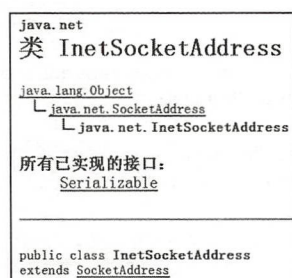 java.net
类 InetSocketAddress
java.lang.Object
java.net.SocketAddress
java.net.InetSocketAddress
所有已实现的接口:
Serializable
public class InetSocketAddress
extends SocketAddress